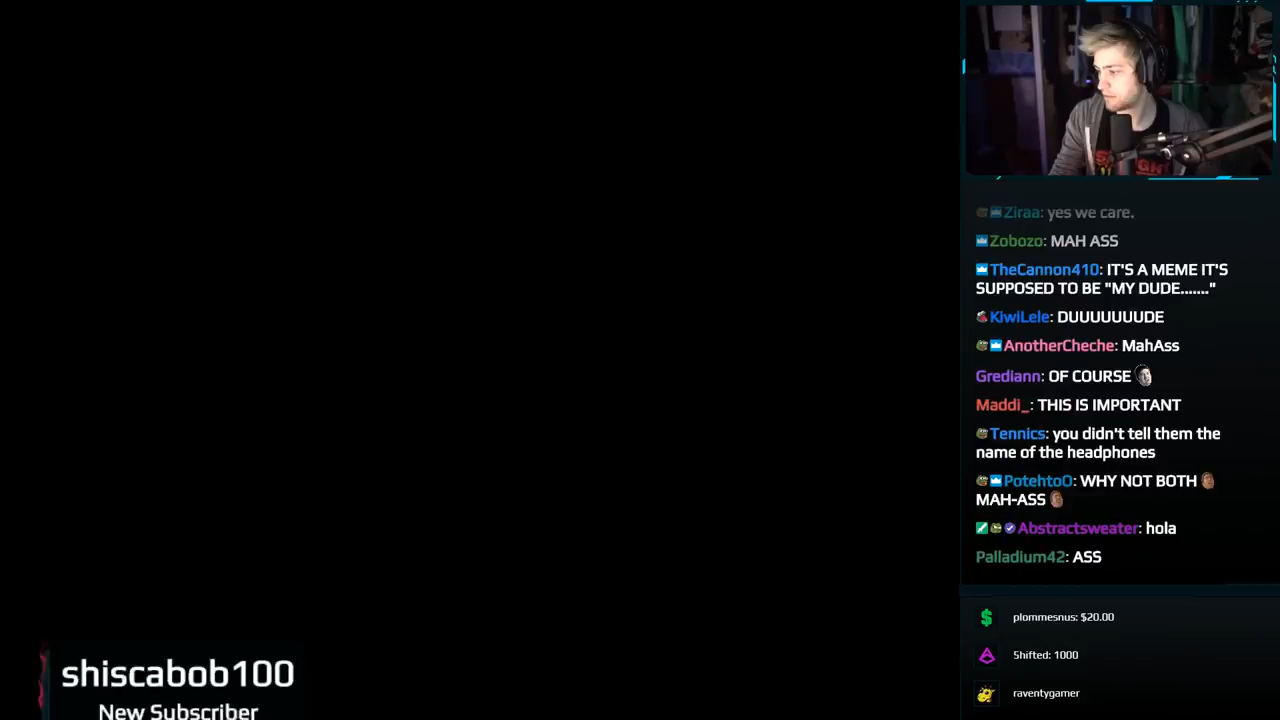 Ziraa: yes we care.
Zobozo: MAH ASS
TheCannon410: IT'S A MEME IT'S
SUPPOSED TO BE "MY DUDE......."
KiwiLele: DUUUUUUUDE
AnotherCheche: MahAss
Grediann: OF COURSE
Maddi_: THIS IS IMPORTANT
Tennics: you didn't tell them the
name of the headphones
PotehtoO: WHY NOT BOTH
MAH-ASS
Abstractsweater: hola
Palladium42: ASS
plommesnus: $20.00
Shifted: 1000
raventygamer
shiscabob100
New Subscriber